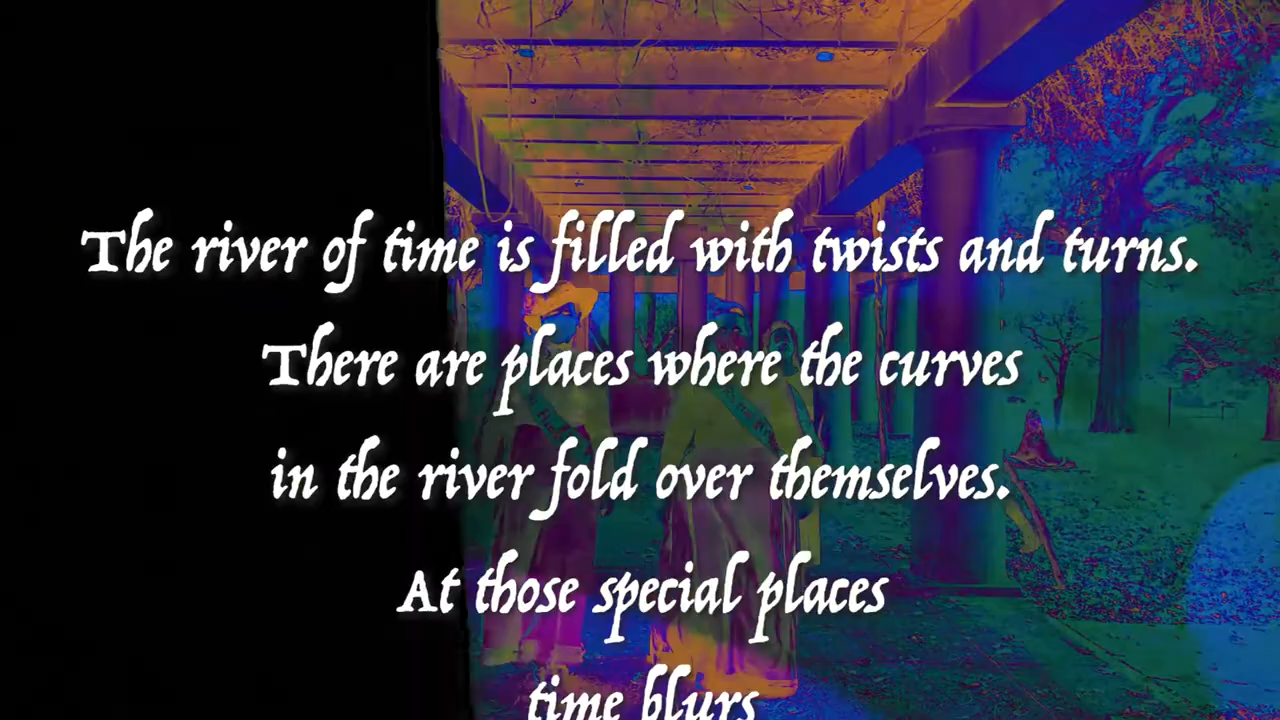 The river of time is filled with twists and turns.
There are places where the curves
in the river fold over themselves.
At those special places
time blurs